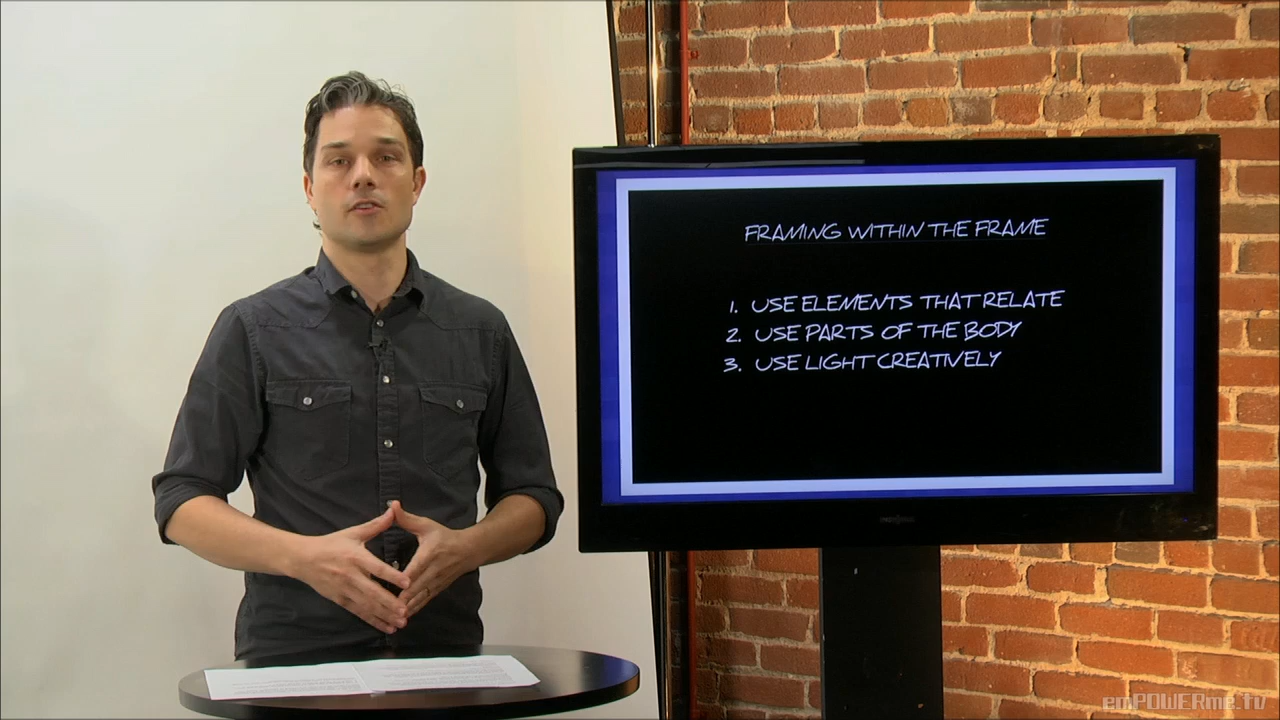 FRAMING WITHIN THE FRAME
1. USE ELEMENTS THAT RELATE
2. USE PARTS OF THE BODY
3. USE LIGHT CREATIVELY
emPOWERme.tv